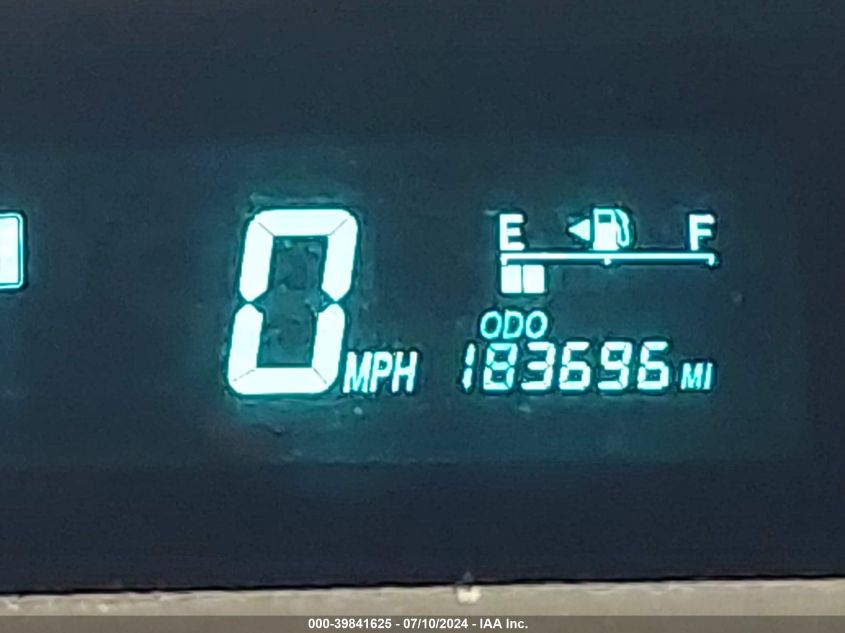 E F
ODO
0 MPH 183696 MI
000-39841625 - 07/10/2024 - IAA Inc.